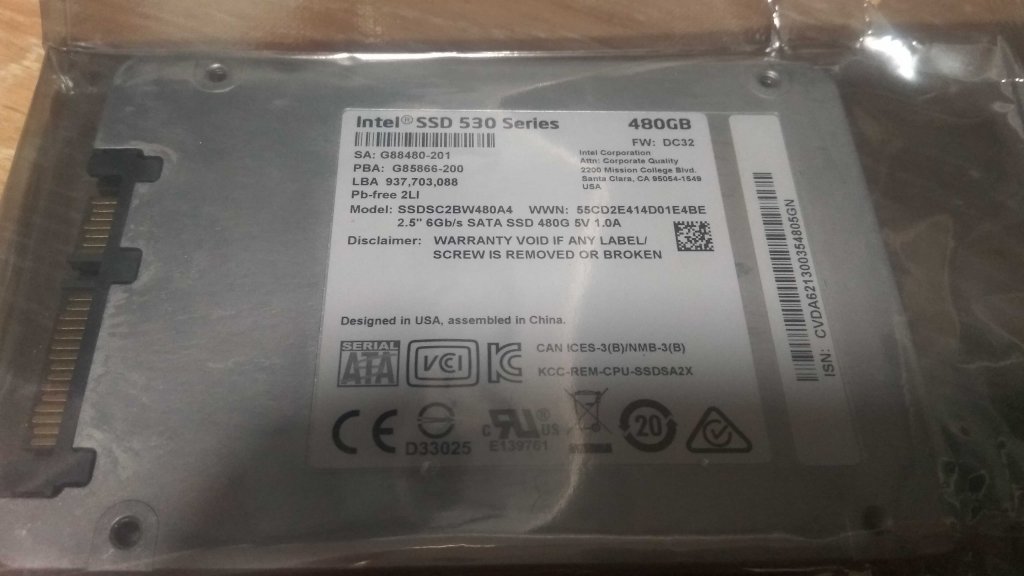 Intel® SSD 530 Series 480GB
FW: DC32
SA: G88480-201
PBA: G85866-200
LBA 937,703,088
Pb-free 2LI
Intel Corporation
Attn: Corporate Quality
2200 Mission College Blvd.
Santa Clara, CA 95054-1549
USA
Model: SSDSC2BW480A4 WWN: 55CD2E414D01E4BE
2.5" 6Gb/s SATA SSD 480G 5V 1.0A
Disclaimer: WARRANTY VOID IF ANY LABEL/
SCREW IS REMOVED OR BROKEN
Designed in USA, assembled in China.
SERIAL
ATA
VCI
CAN ICES-3(B)/NMB-3(B)
KCC-REM-CPU-SSDSA2X
CE
D33025
c RU® US
E139761
20
ISN: CVDA621300354805GN